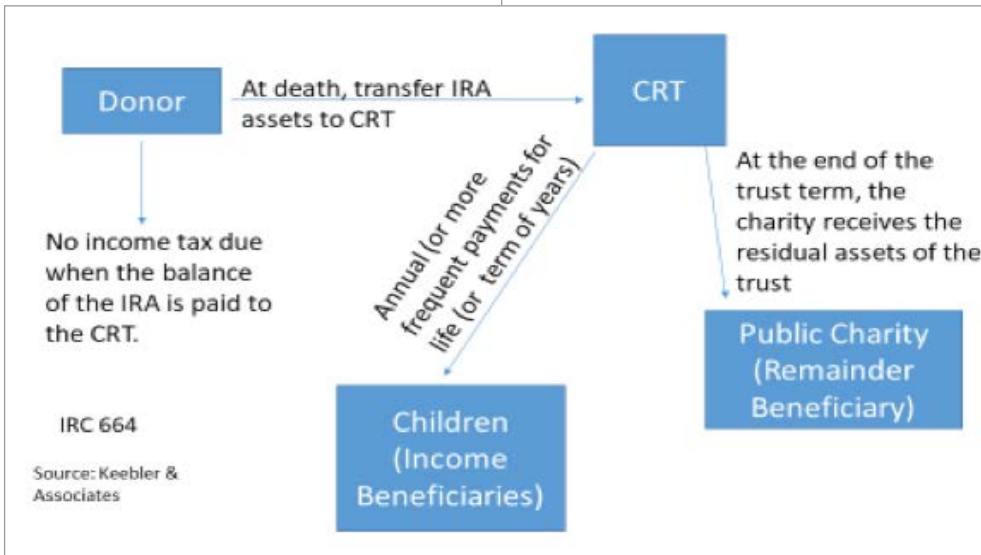 Donor
At death, transfer IRA
assets to CRT
CRT
No income tax due
when the balance
of the IRA is paid to
the CRT.
Annual (or more
frequent payments for
life (or term of years)
At the end of the
trust term, the
charity receives the
residual assets of the
trust
Public Charity
(Remainder
Beneficiary)
Children
(Income
Beneficiaries)
IRC 664
Source: Keebler &
Associates